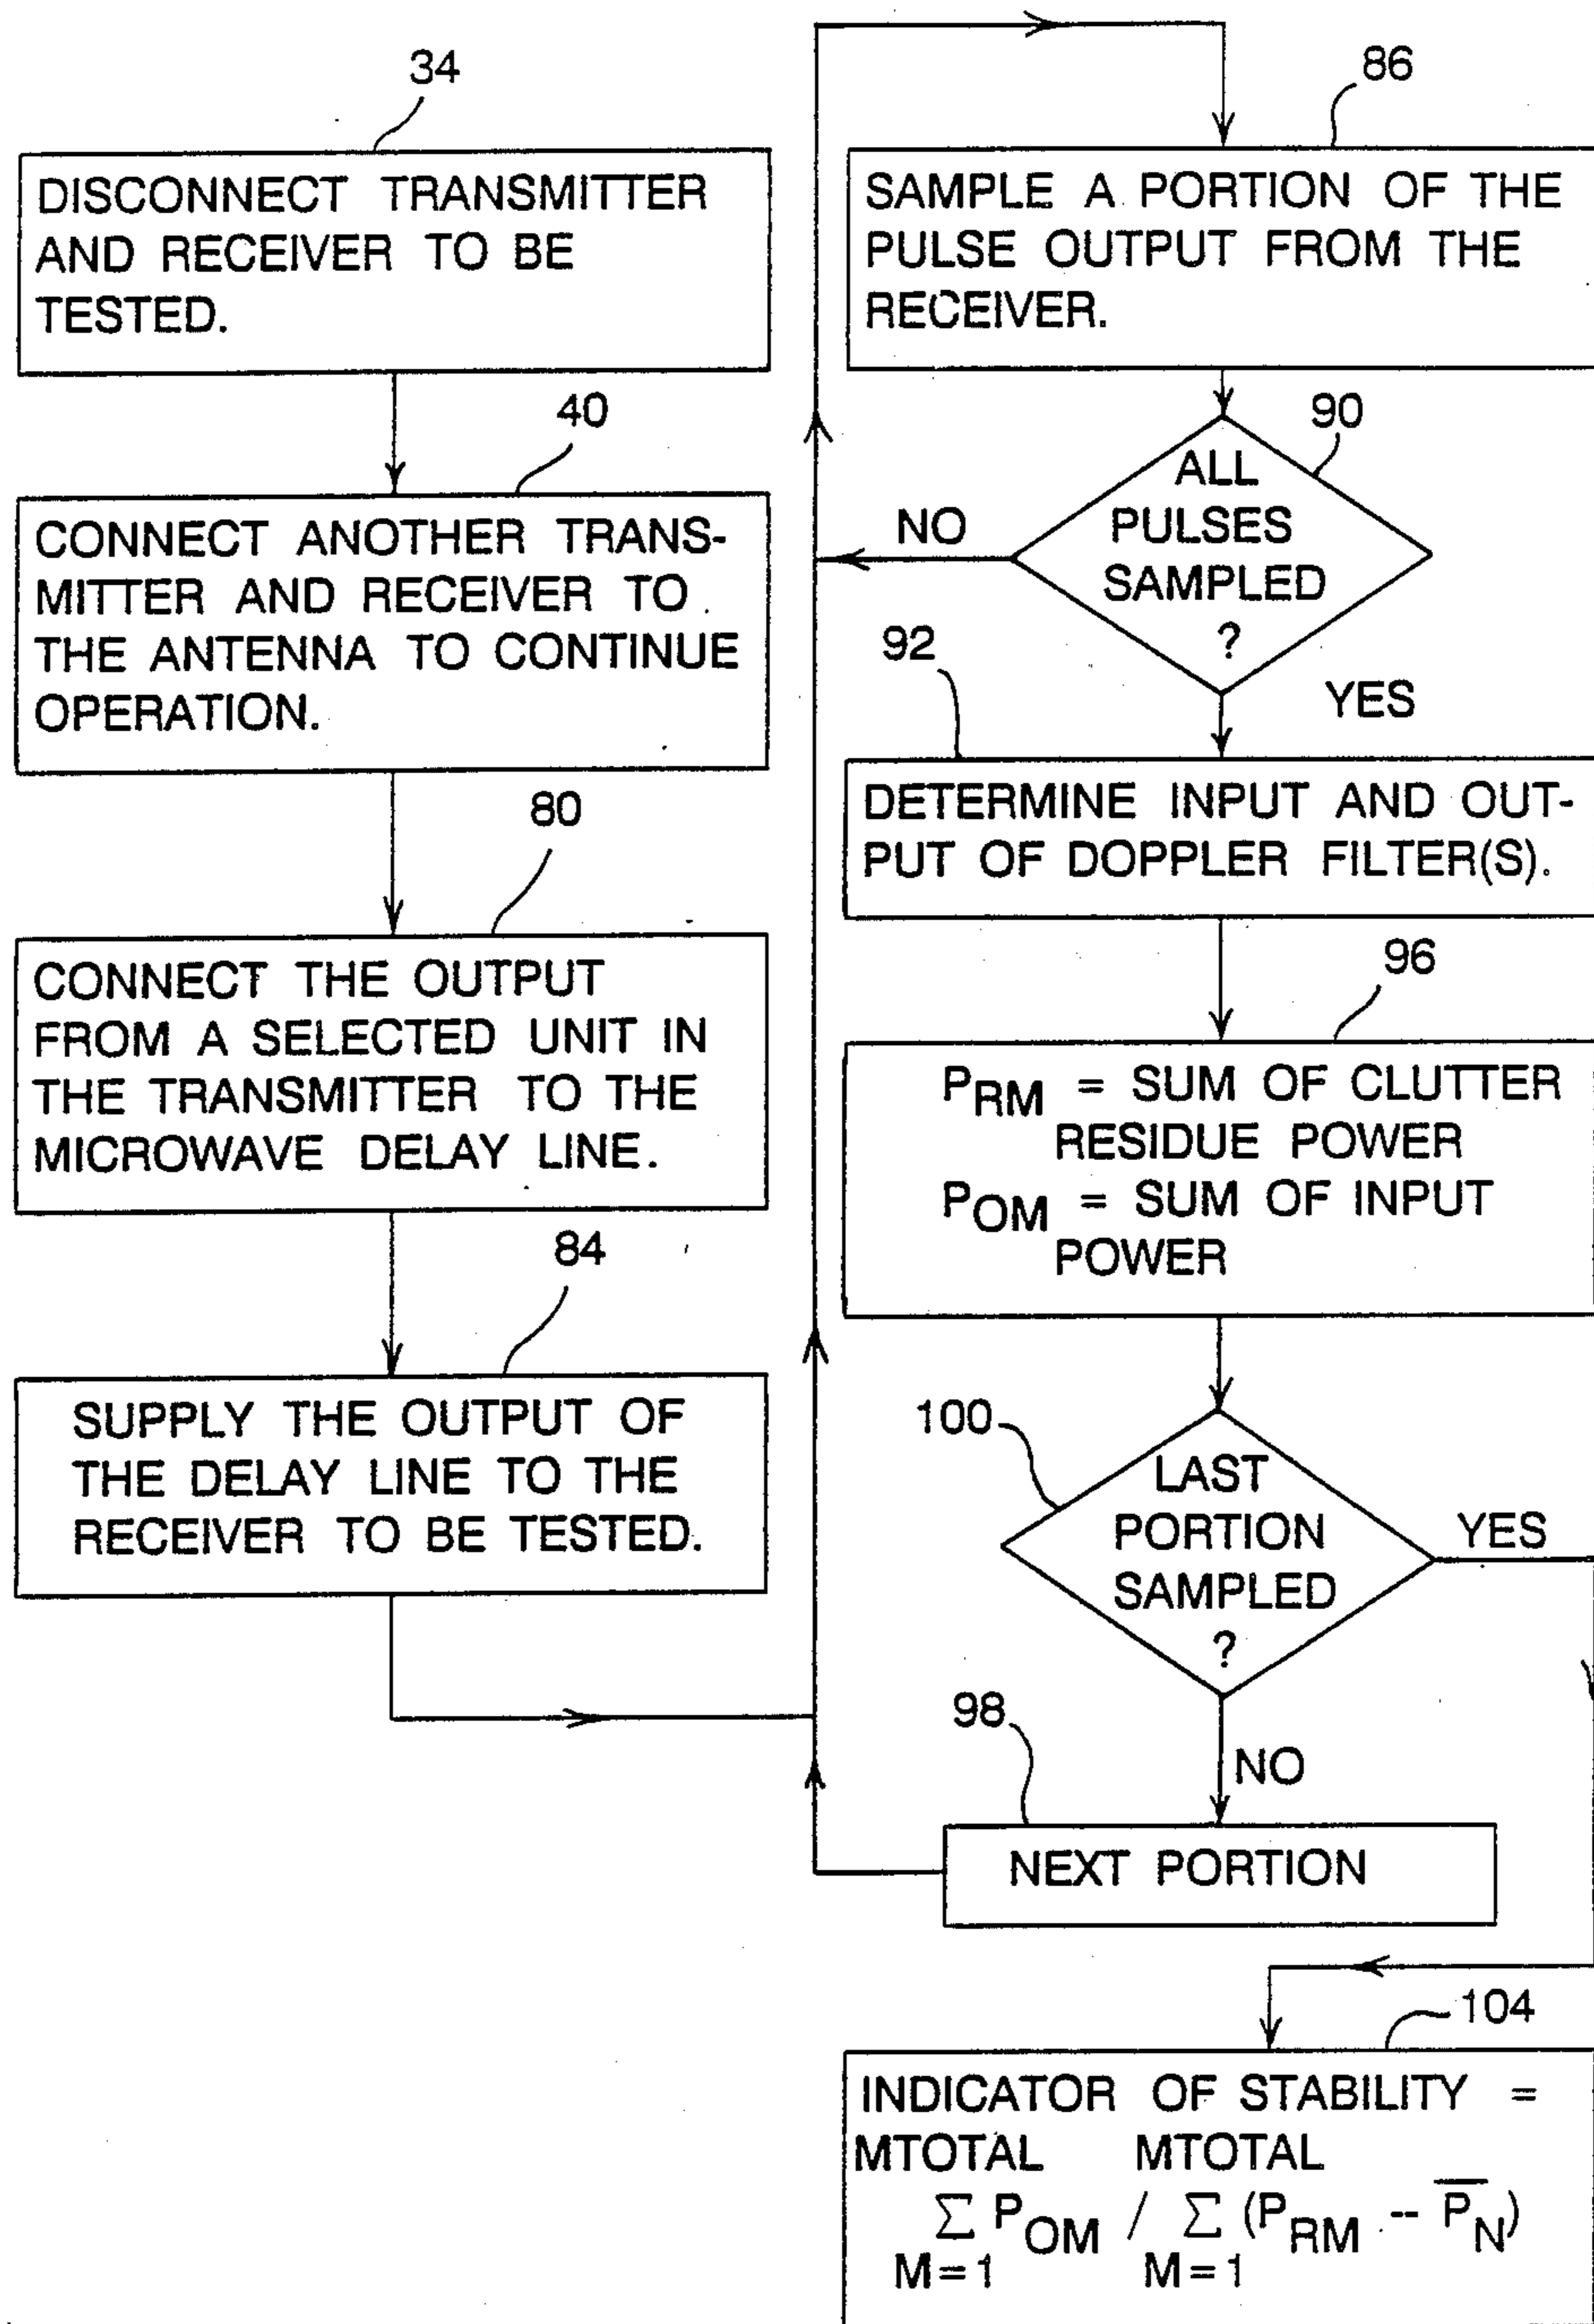 34
DISCONNECT TRANSMITTER
AND RECEIVER TO BE
TESTED.
40
CONNECT ANOTHER TRANS-
MITTER AND RECEIVER TO
THE ANTENNA TO CONTINUE
OPERATION.
80
CONNECT THE OUTPUT
FROM A SELECTED UNIT IN
THE TRANSMITTER TO THE
MICROWAVE DELAY LINE.
84
SUPPLY THE OUTPUT OF
THE DELAY LINE TO THE
RECEIVER TO BE TESTED.
86
SAMPLE A PORTION OF THE
PULSE OUTPUT FROM THE
RECEIVER.
90
ALL
PULSES
SAMPLED
?
NO
YES
92
DETERMINE INPUT AND OUT-
PUT OF DOPPLER FILTER(S).
96
P_RM = SUM OF CLUTTER
RESIDUE POWER
P_OM = SUM OF INPUT
POWER
100
LAST
PORTION
SAMPLED
?
YES
NO
98
NEXT PORTION
104
INDICATOR OF STABILITY =
MTOTAL MTOTAL
Σ P_OM / Σ (P_RM -- P̅_N)
M=1 M=1